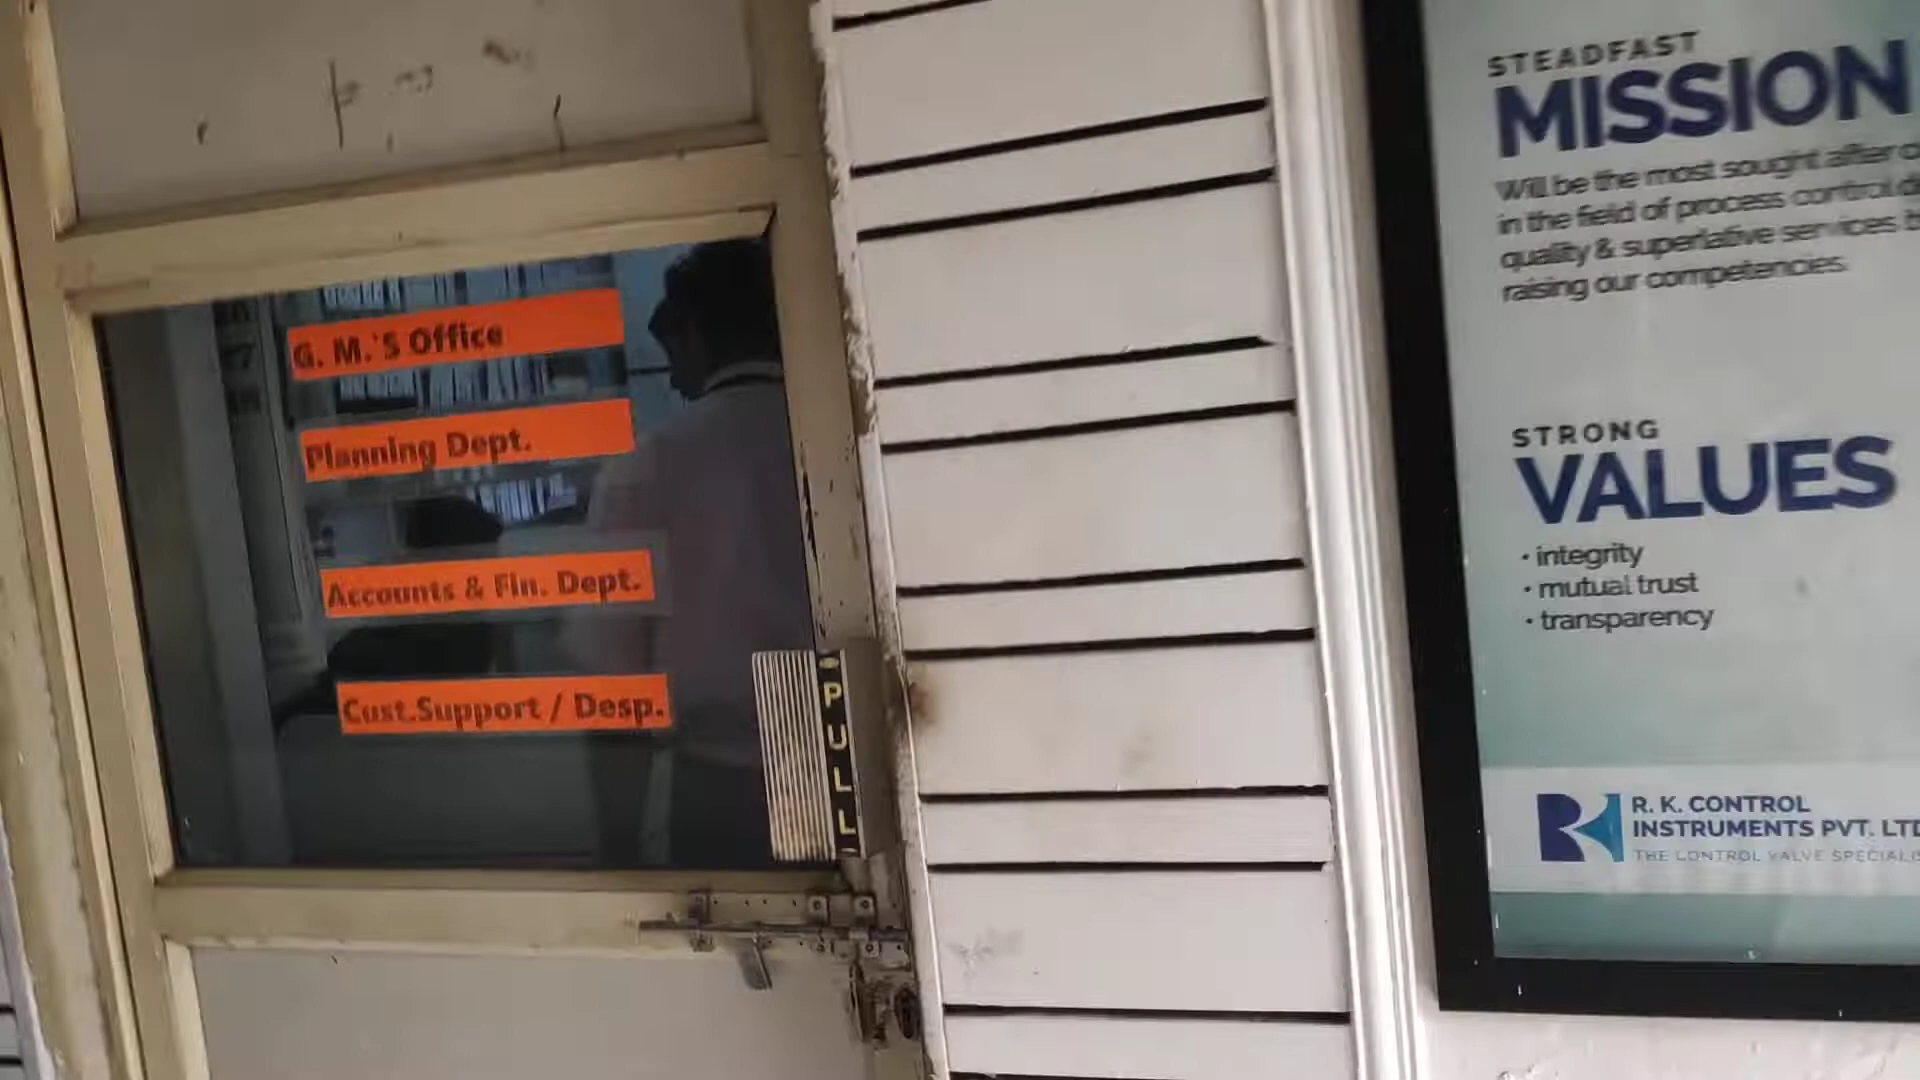 G. M.'S Office
Planning Dept.
Accounts & Fin. Dept.
Cust.Support / Desp.
PULL
STEADFAST
MISSION
Will be the most sought after
in the field of process control
quality & superlative services
raising our competencies.
STRONG
VALUES
• integrity
• mutual trust
• transparency
R. K. CONTROL
INSTRUMENTS PVT. LTD
THE CONTROL VALVE SPECIALIS